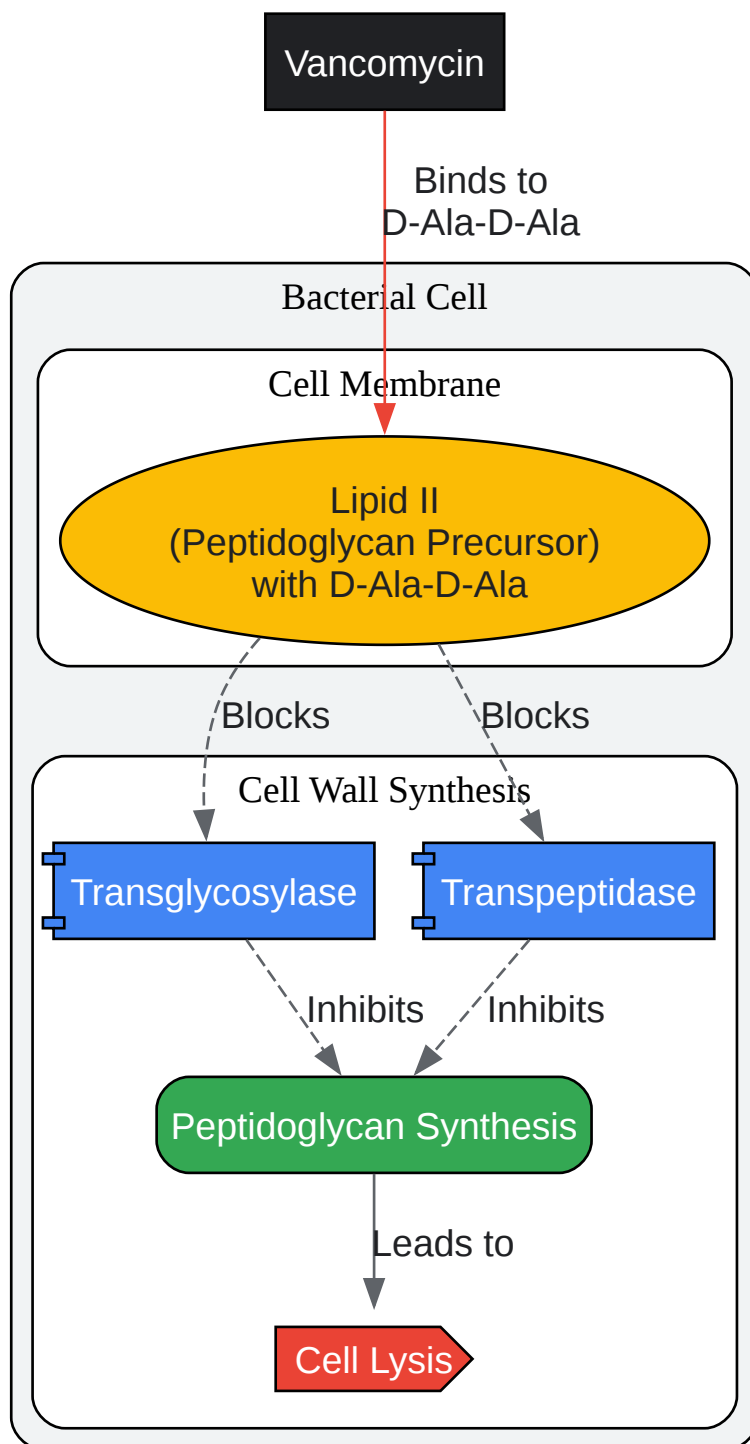 Vancomycin
Binds to
D-Ala-D-Ala
Bacterial Cell
Cell Membrane
Lipid II
(Peptidoglycan Precursor)
with D-Ala-D-Ala
Blocks
Blocks
Cell Wall Synthesis
Transglycosylase
Transpeptidase
Inhibits
Inhibits
Peptidoglycan Synthesis
Leads to
Cell Lysis